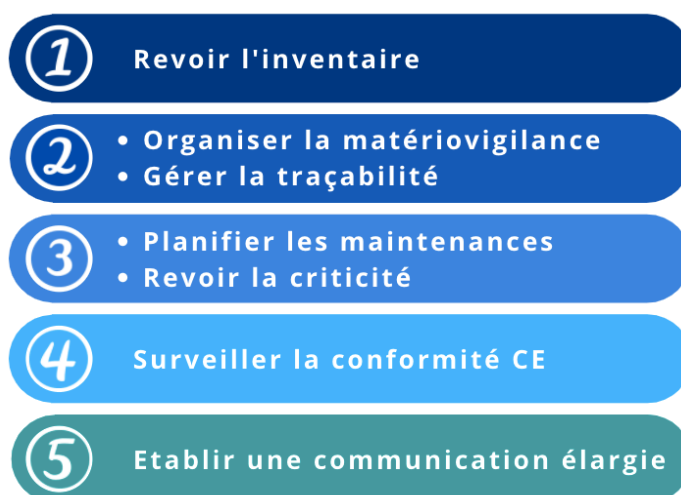 1 Revoir l'inventaire
2 • Organiser la matériovigilance
• Gérer la traçabilité
3 • Planifier les maintenances
• Revoir la criticité
4 Surveiller la conformité CE
5 Etablir une communication élargie